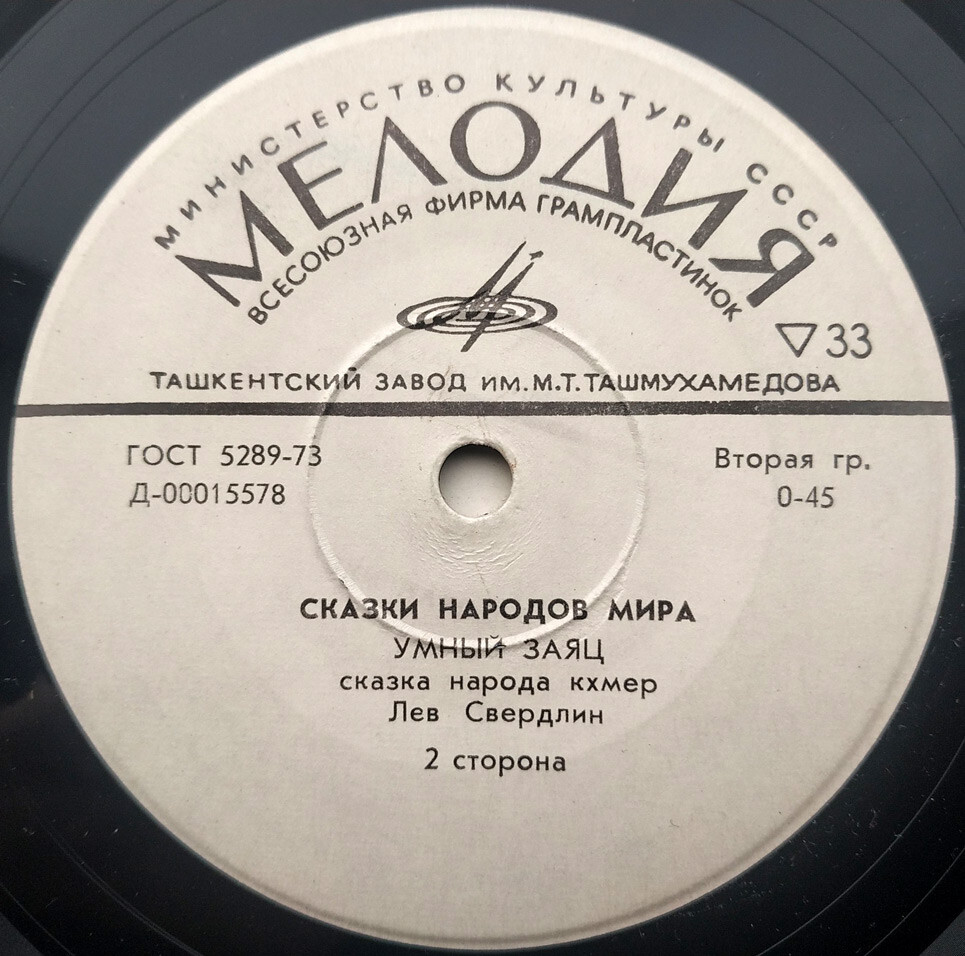 МИНИСТЕРСТВО КУЛЬТУРЫ СССР
МЕЛОДИЯ
ВСЕСОЮЗНАЯ ФИРМА ГРАМПЛАСТИНОК
▽33
ТАШКЕНТСКИЙ ЗАВОД ИМ. М.Т. ТАШМУХАМЕДОВА
ГОСТ 5289-73
Вторая гр.
Д-00015578
0-45
СКАЗКИ НАРОДОВ МИРА
УМНЫЙ ЗАЯЦ
сказка народа кхмер
Лев Свердлин
2 сторона